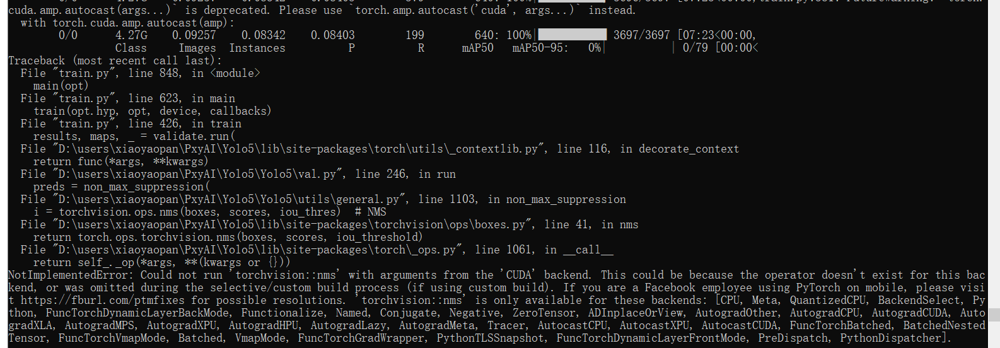 cuda.amp.autocast(args...)` is deprecated. Please use `torch.amp.autocast('cuda', args...)` instead.
  with torch.cuda.amp.autocast(amp):
        0/0      4.27G    0.09257    0.08342    0.08403        199        640: 100%|██████████| 3697/3697 [07:23<00:00,
                 Class     Images  Instances          P          R      mAP50   mAP50-95:   0%|          | 0/79 [00:00<
Traceback (most recent call last):
  File "train.py", line 848, in <module>
    main(opt)
  File "train.py", line 623, in main
    train(opt.hyp, opt, device, callbacks)
  File "train.py", line 426, in train
    results, maps, _ = validate.run(
  File "D:\users\xiaoyaopan\PxyAI\Yolo5\lib\site-packages\torch\utils\_contextlib.py", line 116, in decorate_context
    return func(*args, **kwargs)
  File "D:\users\xiaoyaopan\PxyAI\Yolo5\Yolo5\val.py", line 246, in run
    preds = non_max_suppression(
  File "D:\users\xiaoyaopan\PxyAI\Yolo5\Yolo5\utils\general.py", line 1103, in non_max_suppression
    i = torchvision.ops.nms(boxes, scores, iou_thres)  # NMS
  File "D:\users\xiaoyaopan\PxyAI\Yolo5\lib\site-packages\torchvision\ops\boxes.py", line 41, in nms
    return torch.ops.torchvision.nms(boxes, scores, iou_threshold)
  File "D:\users\xiaoyaopan\PxyAI\Yolo5\lib\site-packages\torch\_ops.py", line 1061, in __call__
    return self_._op(*args, **(kwargs or {}))
NotImplementedError: Could not run 'torchvision::nms' with arguments from the 'CUDA' backend. This could be because the operator doesn't exist for this bac
kend, or was omitted during the selective/custom build process (if using custom build). If you are a Facebook employee using PyTorch on mobile, please visi
t https://fburl.com/ptmfixes for possible resolutions. 'torchvision::nms' is only available for these backends: [CPU, Meta, QuantizedCPU, BackendSelect, Py
thon, FuncTorchDynamicLayerBackMode, Functionalize, Named, Conjugate, Negative, ZeroTensor, ADInplaceOrView, AutogradOther, AutogradCPU, AutogradCUDA, Auto
gradXLA, AutogradMPS, AutogradXPU, AutogradHPU, AutogradLazy, AutogradMeta, Tracer, AutocastCPU, AutocastXPU, AutocastCUDA, FuncTorchBatched, BatchedNested
Tensor, FuncTorchVmapMode, Batched, VmapMode, FuncTorchGradWrapper, PythonTLSSnapshot, FuncTorchDynamicLayerFrontMode, PreDispatch, PythonDispatcher].